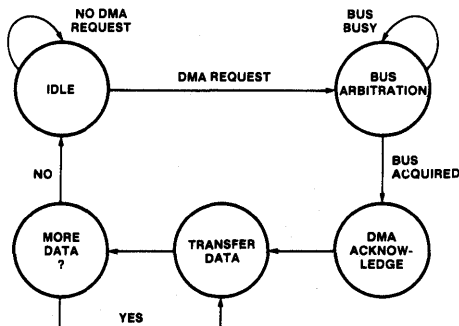 NO DMA
REQUEST
BUS
BUSY
IDLE
DMA REQUEST
BUS
ARBITRATION
NO
BUS
ACQUIRED
MORE
DATA
?
TRANSFER
DATA
DMA
ACKNOW-
LEDGE
YES